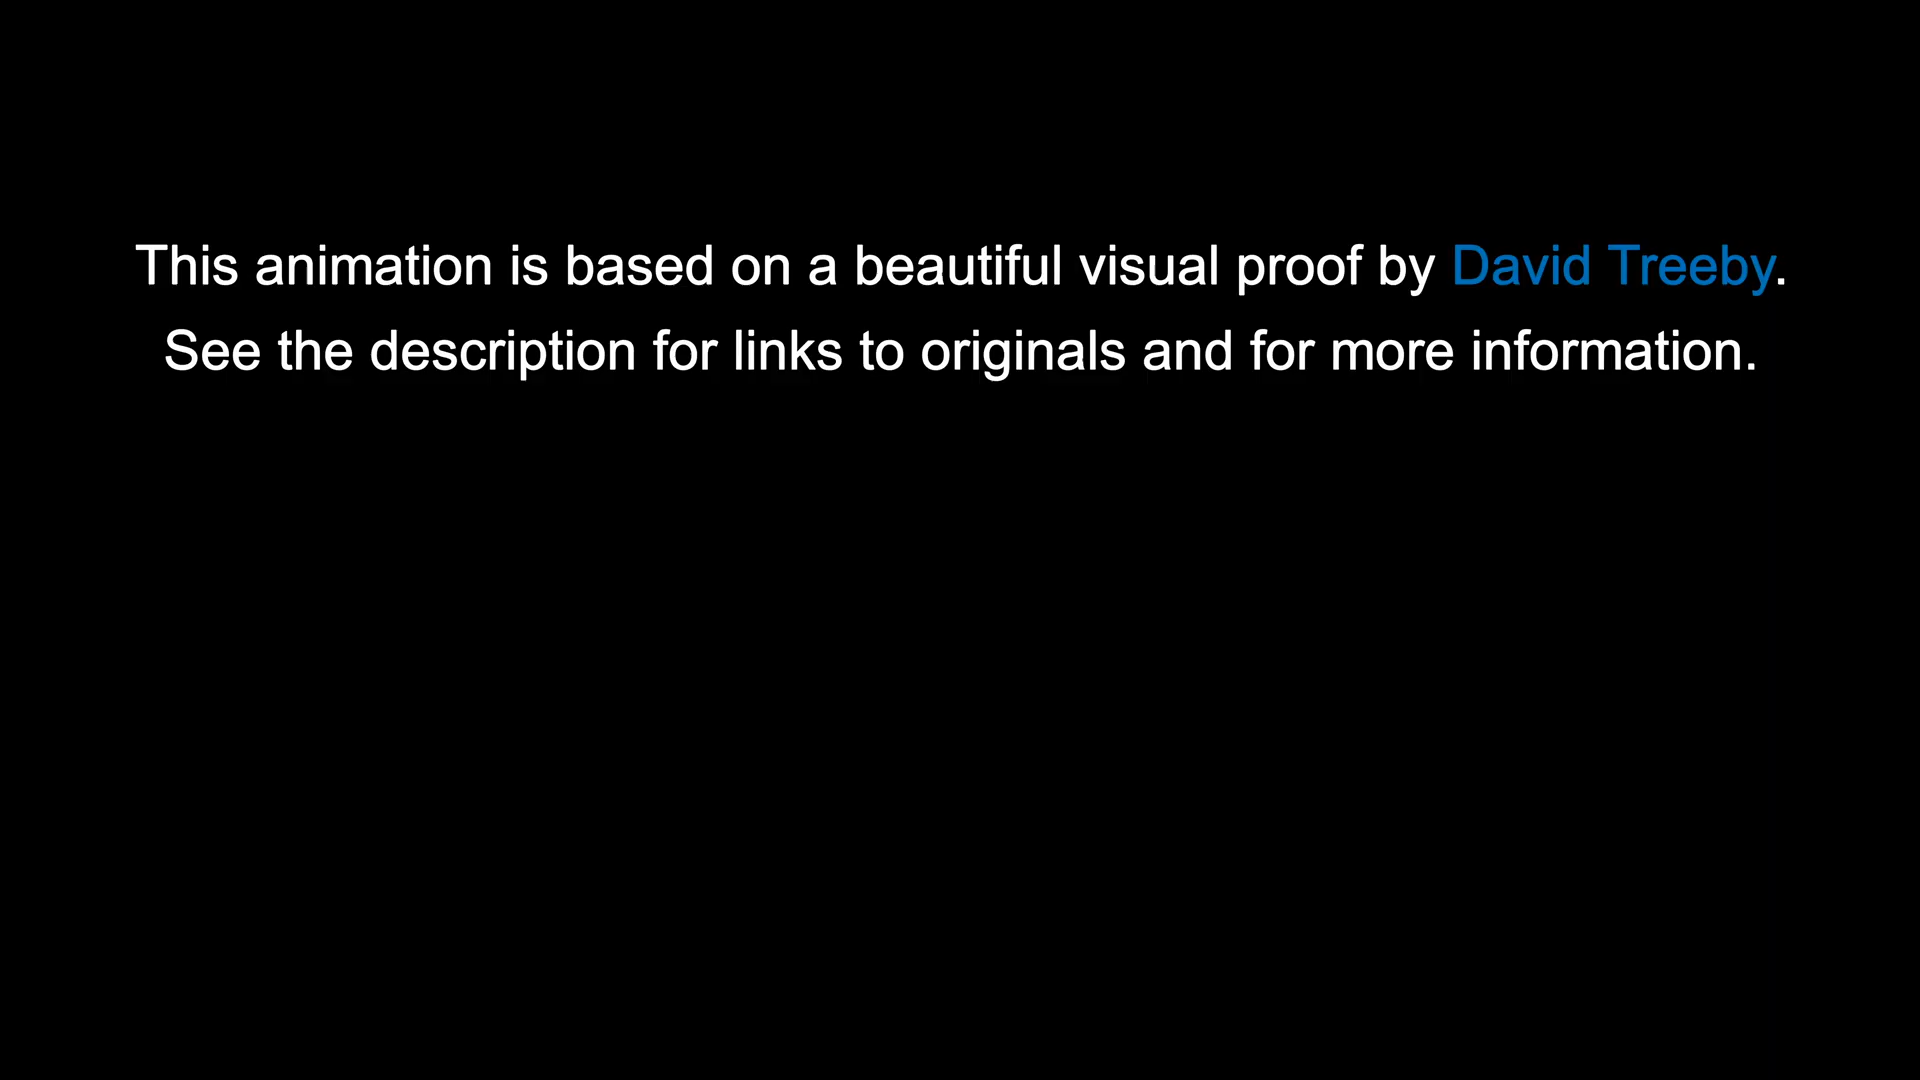 This animation is based on a beautiful visual proof by David Treeby.
See the description for links to originals and for more information.